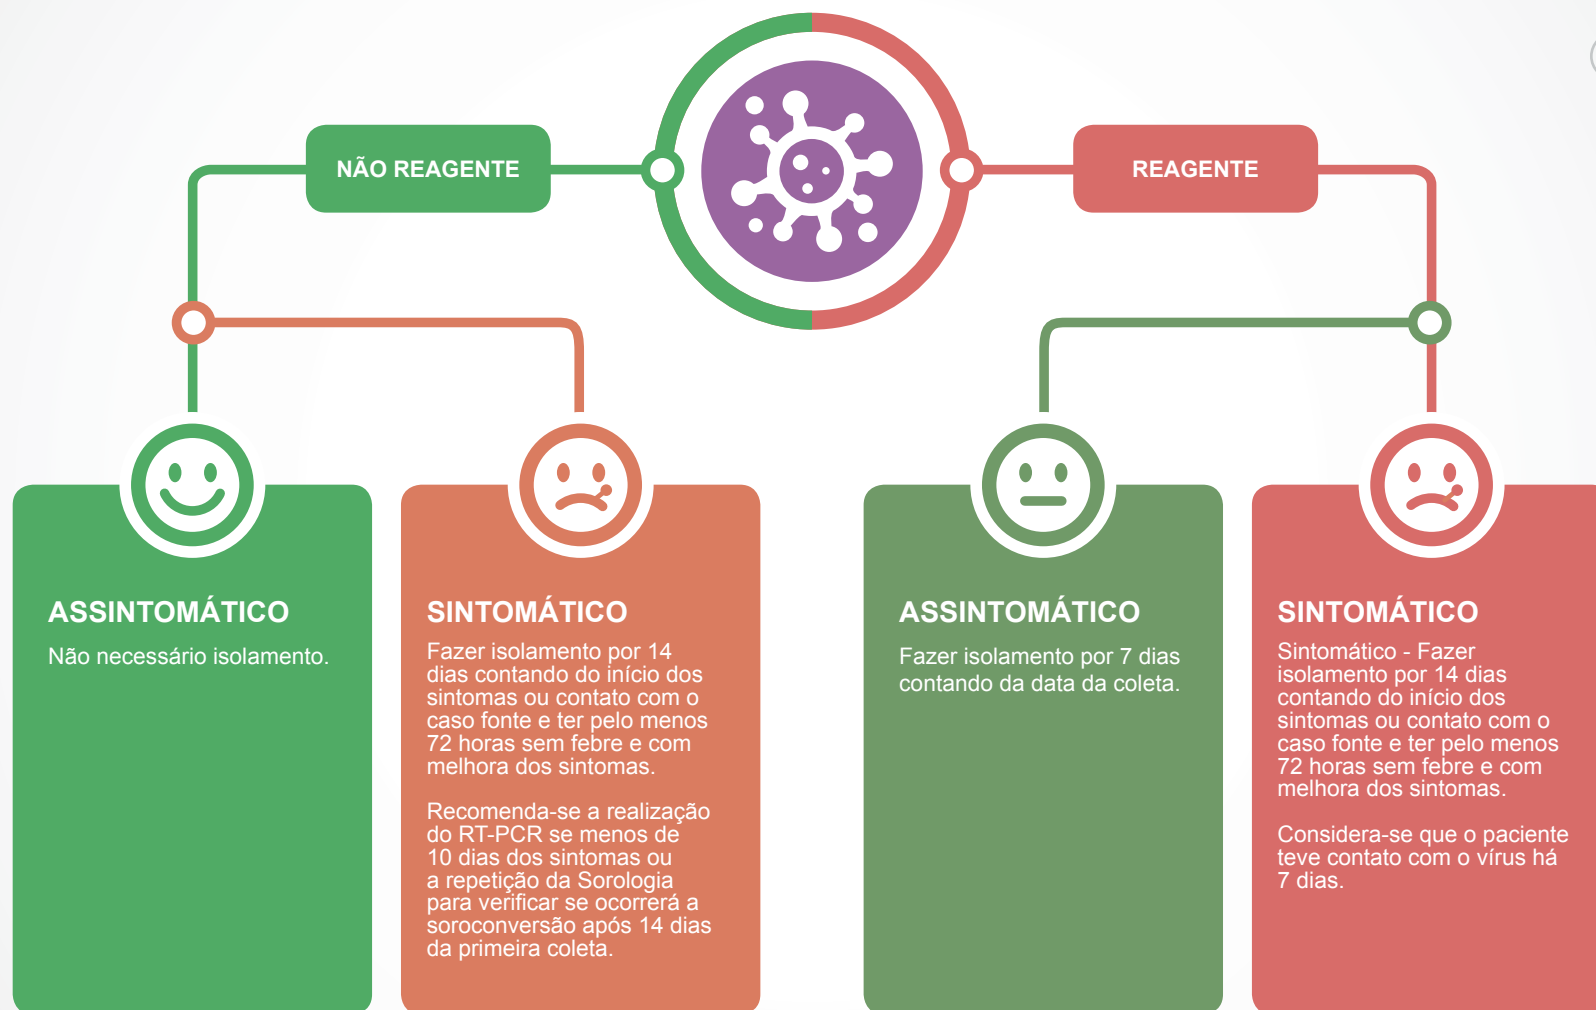 NÃO REAGENTE
REAGENTE
ASSINTOMÁTICO
Não necessário isolamento.
SINTOMÁTICO
Fazer isolamento por 14
dias contando do início dos
sintomas ou contato com o
caso fonte e ter pelo menos
72 horas sem febre e com
melhora dos sintomas.
Recomenda-se a realização
do RT-PCR se menos de
10 dias dos sintomas ou
a repetição da Sorologia
para verificar se ocorrerá a
soroconversão após 14 dias
da primeira coleta.
ASSINTOMÁTICO
Fazer isolamento por 7 dias
contando da data da coleta.
SINTOMÁTICO
Sintomático - Fazer
isolamento por 14 dias
contando do início dos
sintomas ou contato com o
caso fonte e ter pelo menos
72 horas sem febre e com
melhora dos sintomas.
Considera-se que o paciente
teve contato com o vírus há
7 dias.